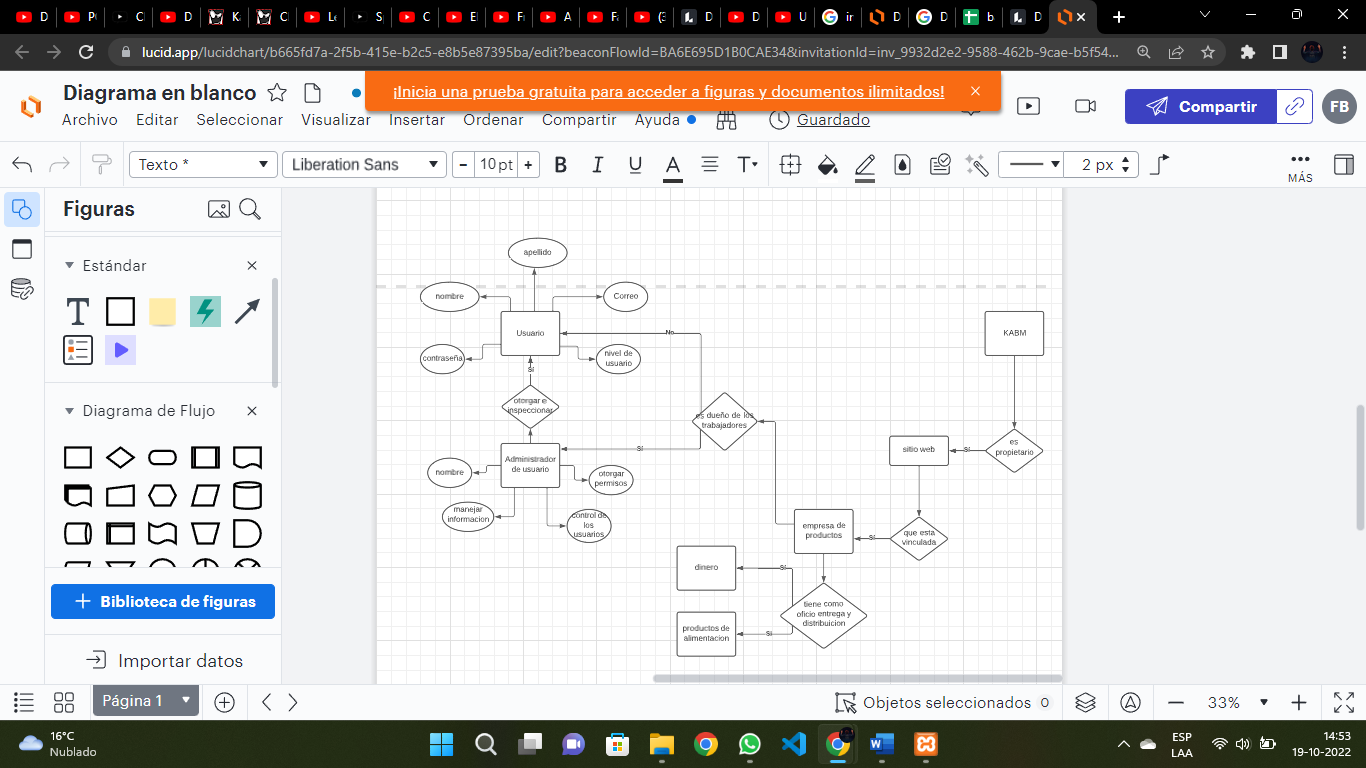 lucid.app/lucidchart/b665fd7a-2f5b-415e-b2c5-e8b5e87395ba/edit?beaconFlowId=BA6E695D1B0CAE34&invitationId=inv_9932d2e2-9588-462b-9cae-b5f54...
Diagrama en blanco
¡Inicia una prueba gratuita para acceder a figuras y documentos ilimitados!
Archivo Editar Seleccionar Visualizar Insertar Ordenar Compartir Ayuda
Guardado
Compartir
FB
Texto *
Liberation Sans
10 pt
B I U A T
2 px
MÁS
Figuras
Estándar
T
Diagrama de Flujo
Biblioteca de figuras
Importar datos
apellido
nombre
Correo
Usuario
No
contraseña
nivel de
usuario
Sí
otorgar e
inspeccionar
es dueño de los
trabajadores
Sí
Administrador
de usuario
nombre
otorgar
permisos
manejar
informacion
control de
los
usuarios
KABM
es
propietario
Sí
sitio web
que esta
vinculada
Sí
empresa de
productos
tiene como
oficio entrega y
distribuicion
Sí
dinero
Sí
productos de
alimentacion
Página 1
Objetos seleccionados 0
33%
16°C
Nublado
ESP
LAA
14:53
19-10-2022